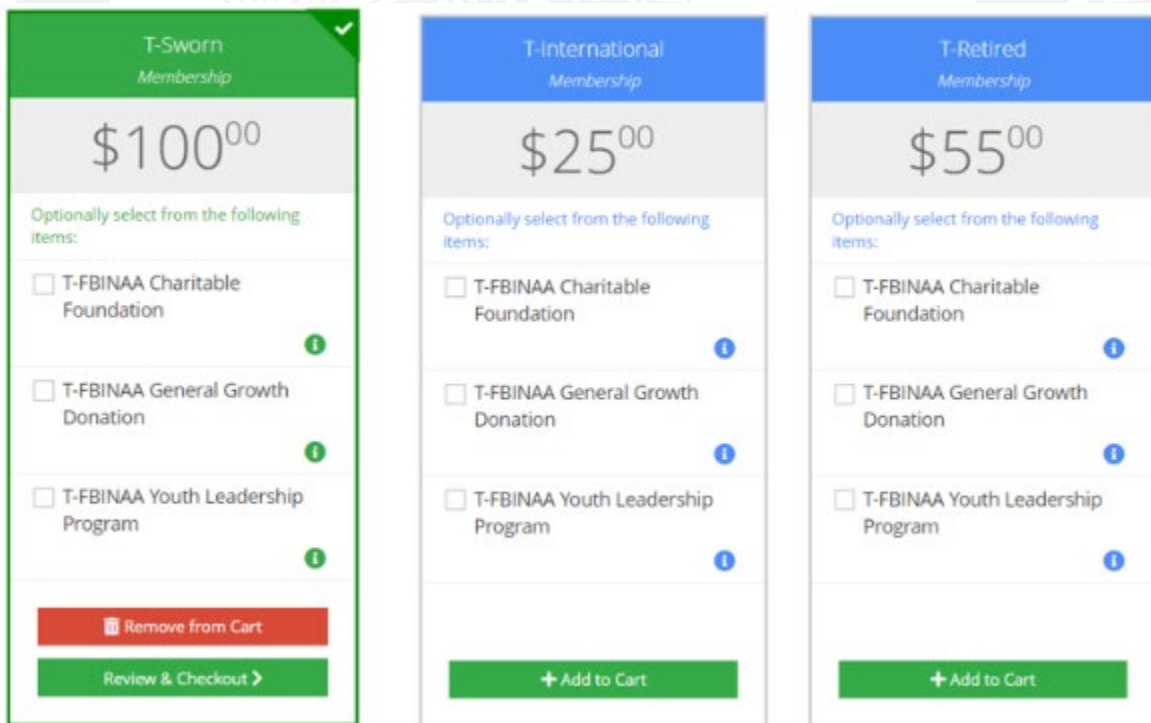 T-Sworn
Membership
$100⁰⁰
Optionally select from the following
items:
T-FBINAA Charitable
Foundation
T-FBINAA General Growth
Donation
T-FBINAA Youth Leadership
Program
Remove from Cart
Review & Checkout
T-International
Membership
$25⁰⁰
Optionally select from the following
items:
T-FBINAA Charitable
Foundation
T-FBINAA General Growth
Donation
T-FBINAA Youth Leadership
Program
Add to Cart
T-Retired
Membership
$55⁰⁰
Optionally select from the following
items:
T-FBINAA Charitable
Foundation
T-FBINAA General Growth
Donation
T-FBINAA Youth Leadership
Program
Add to Cart